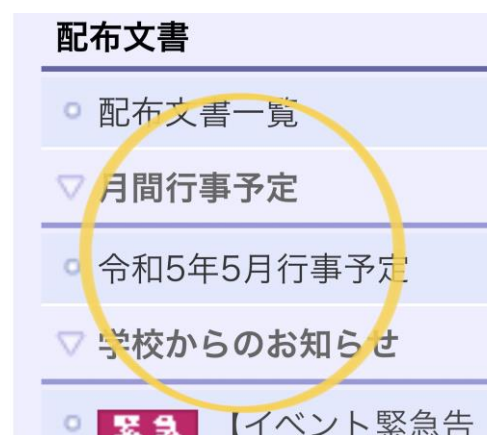 配布文書
配布文書一覧
月間行事予定
令和5年5月行事予定
学校からのお知らせ
緊急 【イベント緊急告